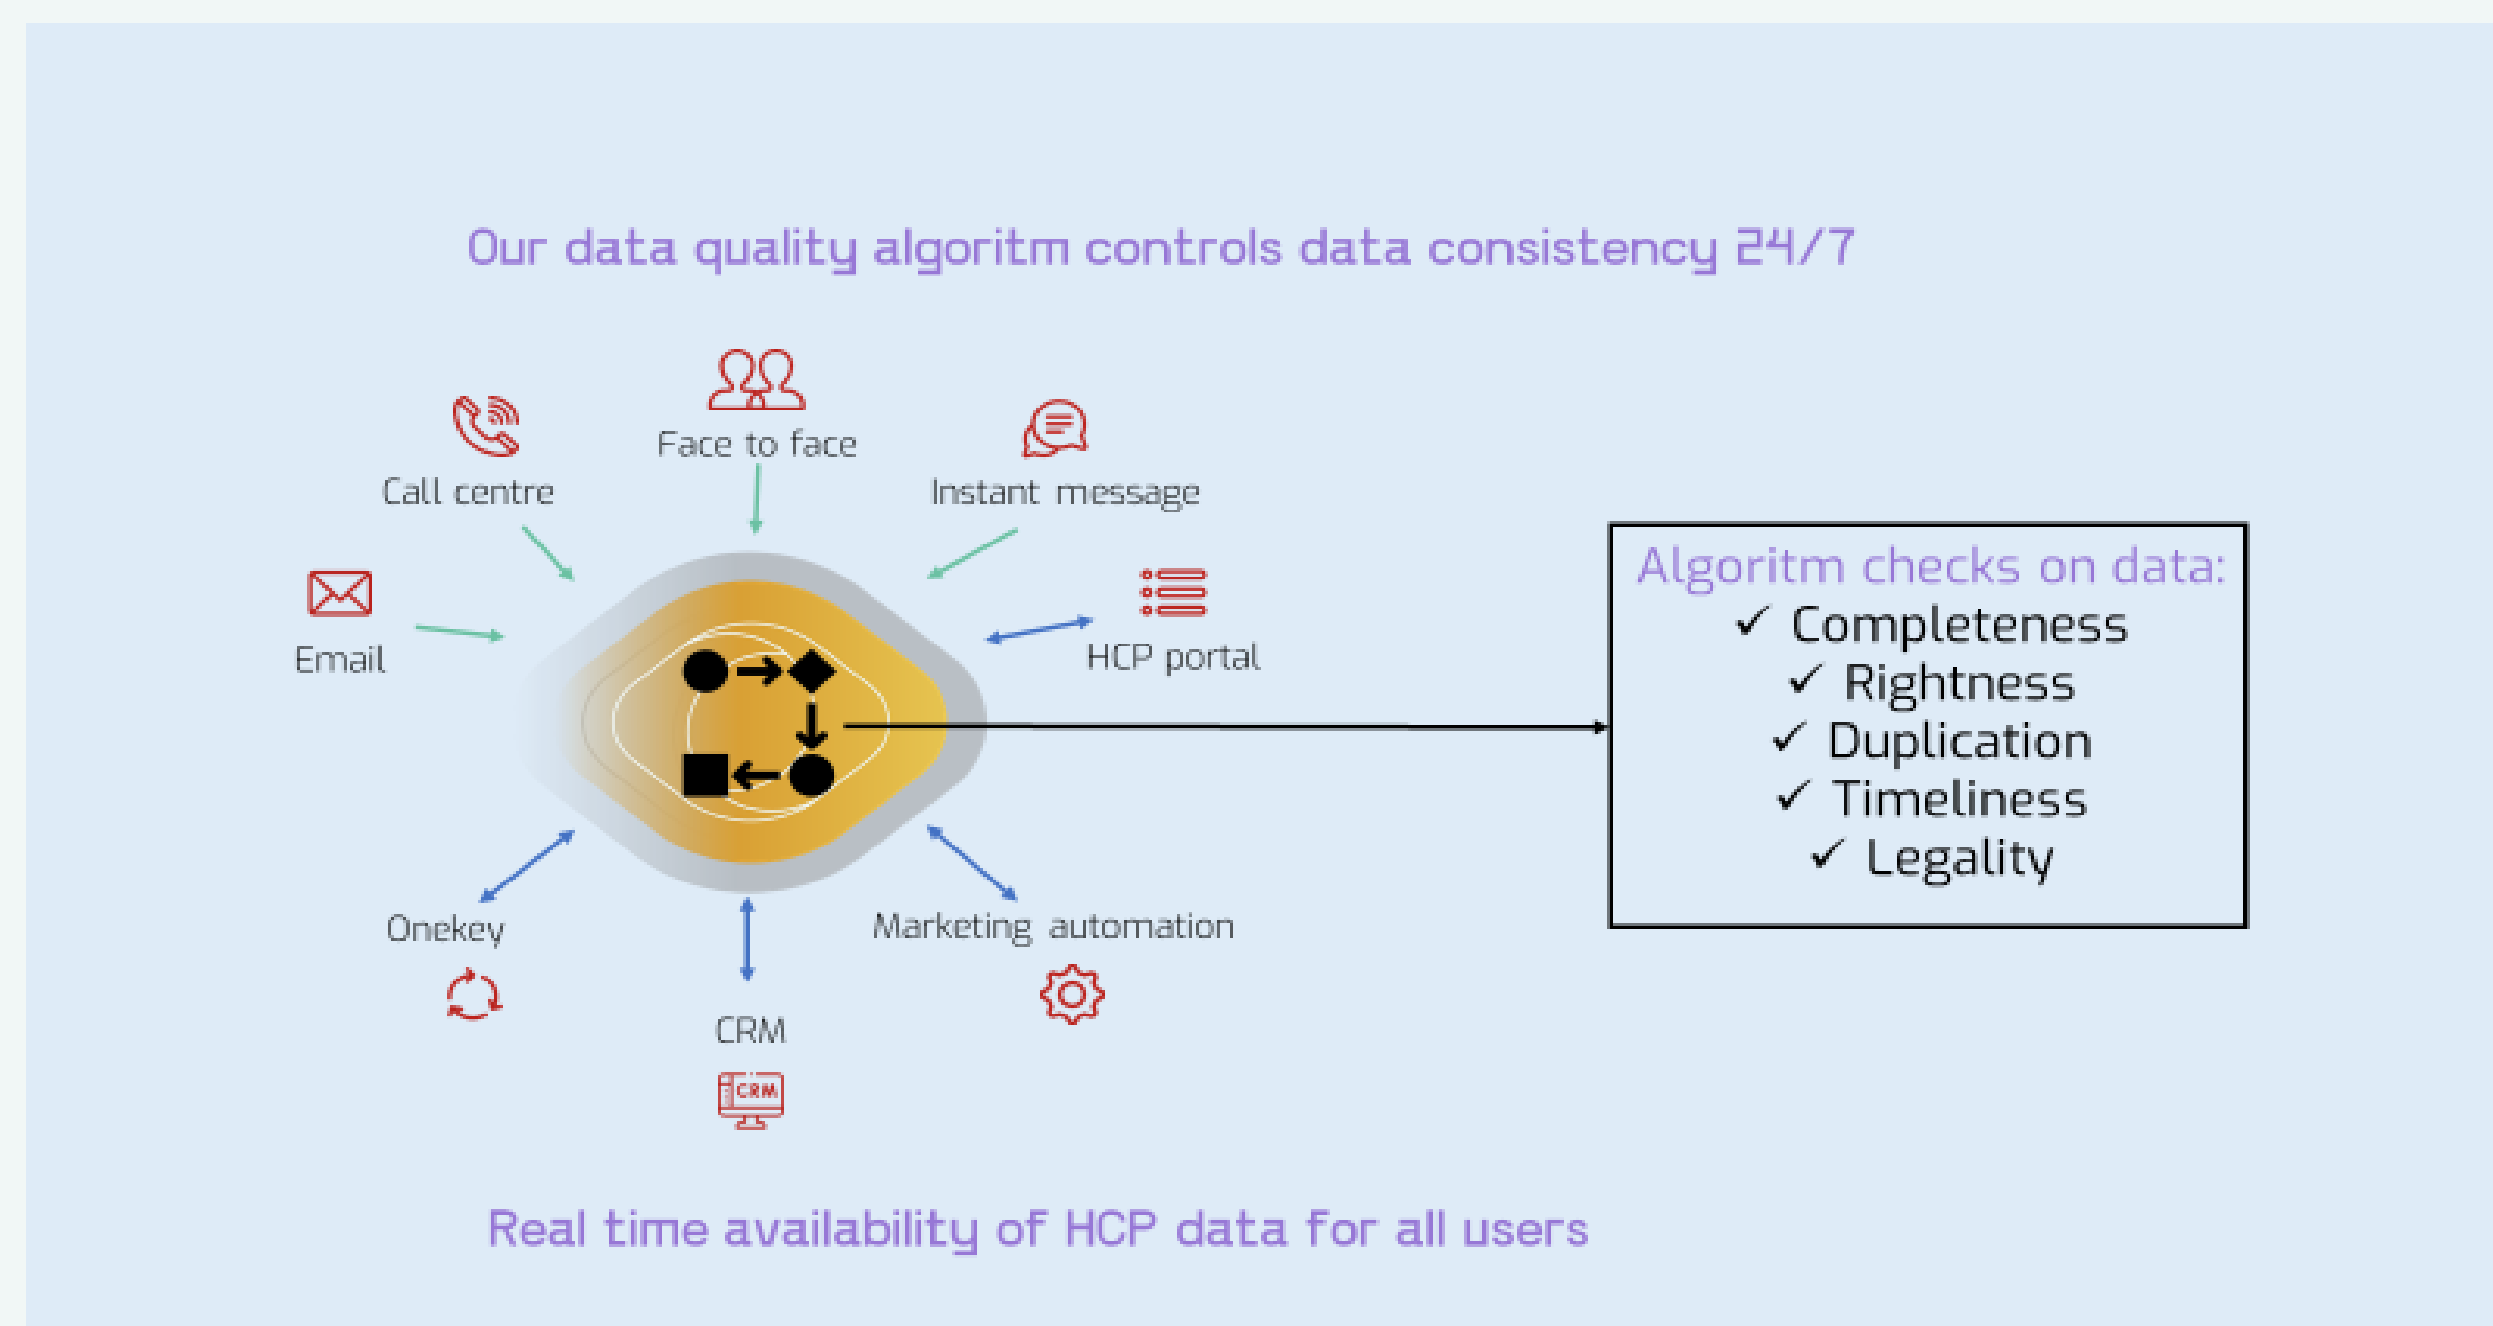 Our data quality algoritm controls data consistency 24/7
Face to face
Call centre
Instant message
Email
HCP portal
Algoritm checks on data:
✓ Completeness
✓ Rightness
✓ Duplication
✓ Timeliness
✓ Legality
Onekey
Marketing automation
CRM
CRM
Real time availability of HCP data for all users